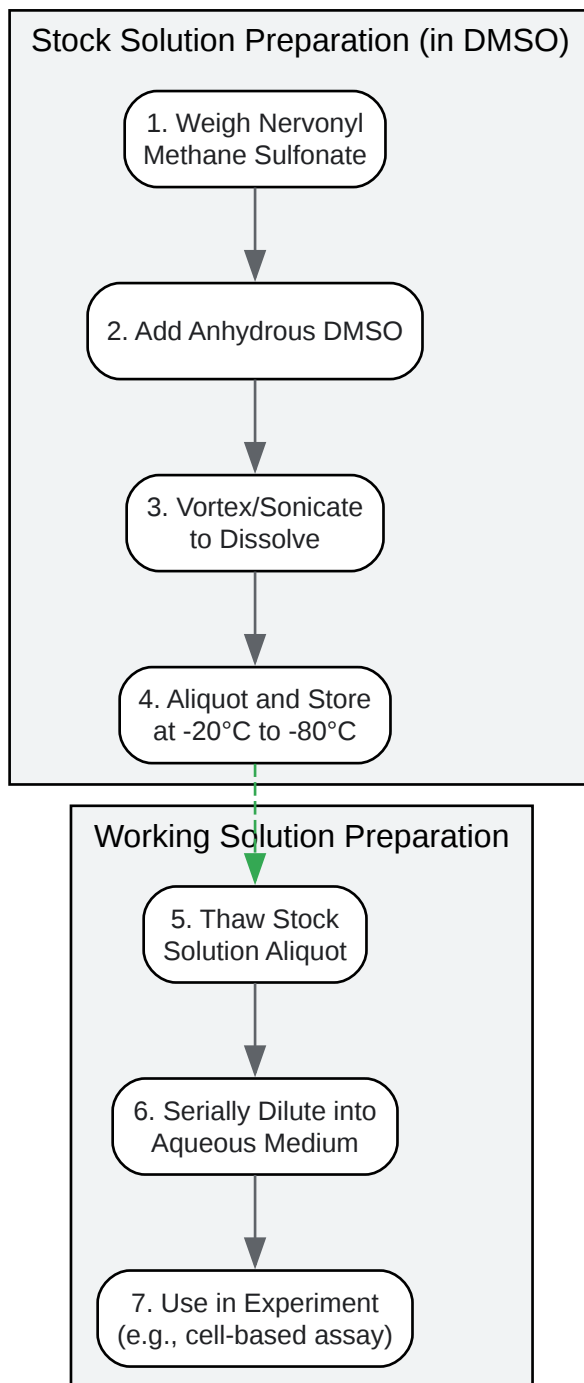 Stock Solution Preparation (in DMSO)
1. Weigh Nervonyl
Methane Sulfonate
2. Add Anhydrous DMSO
3. Vortex/Sonicate
to Dissolve
4. Aliquot and Store
at -20°C to -80°C
Working Solution Preparation
5. Thaw Stock
Solution Aliquot
6. Serially Dilute into
Aqueous Medium
7. Use in Experiment
(e.g., cell-based assay)